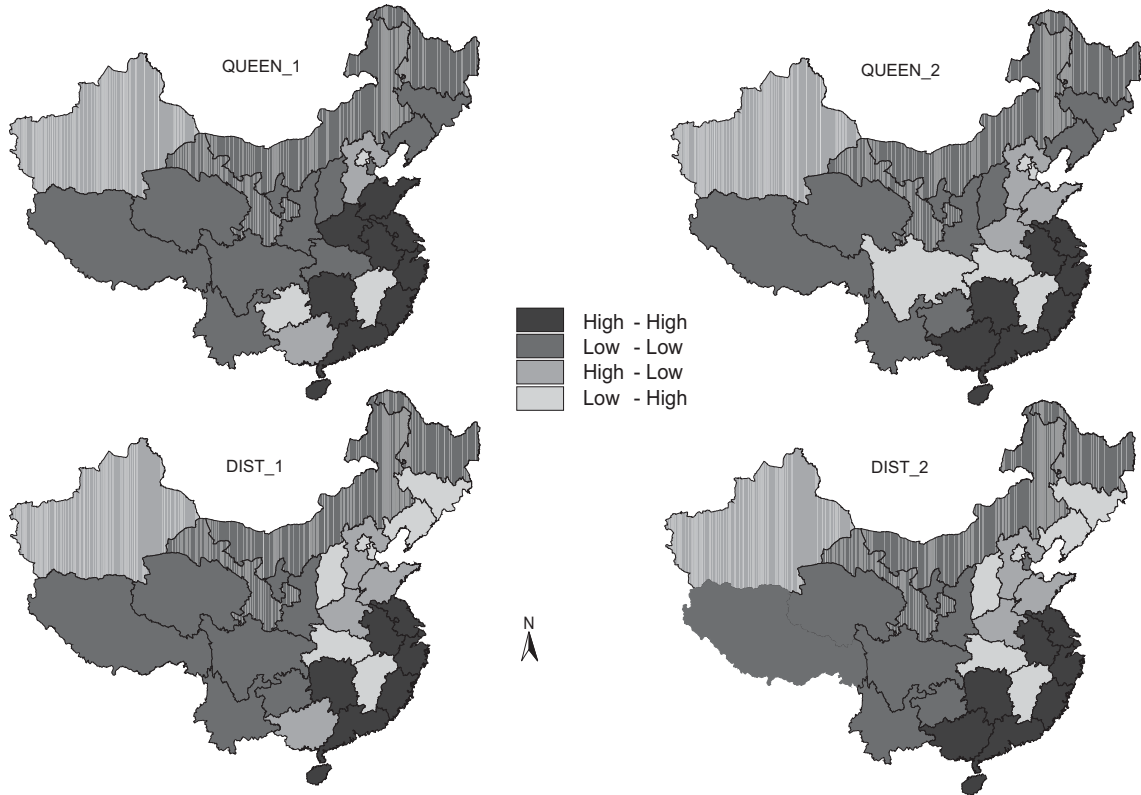 QUEEN_1
QUEEN_2
High - High
Low - Low
High - Low
Low - High
DIST_1
DIST_2
N